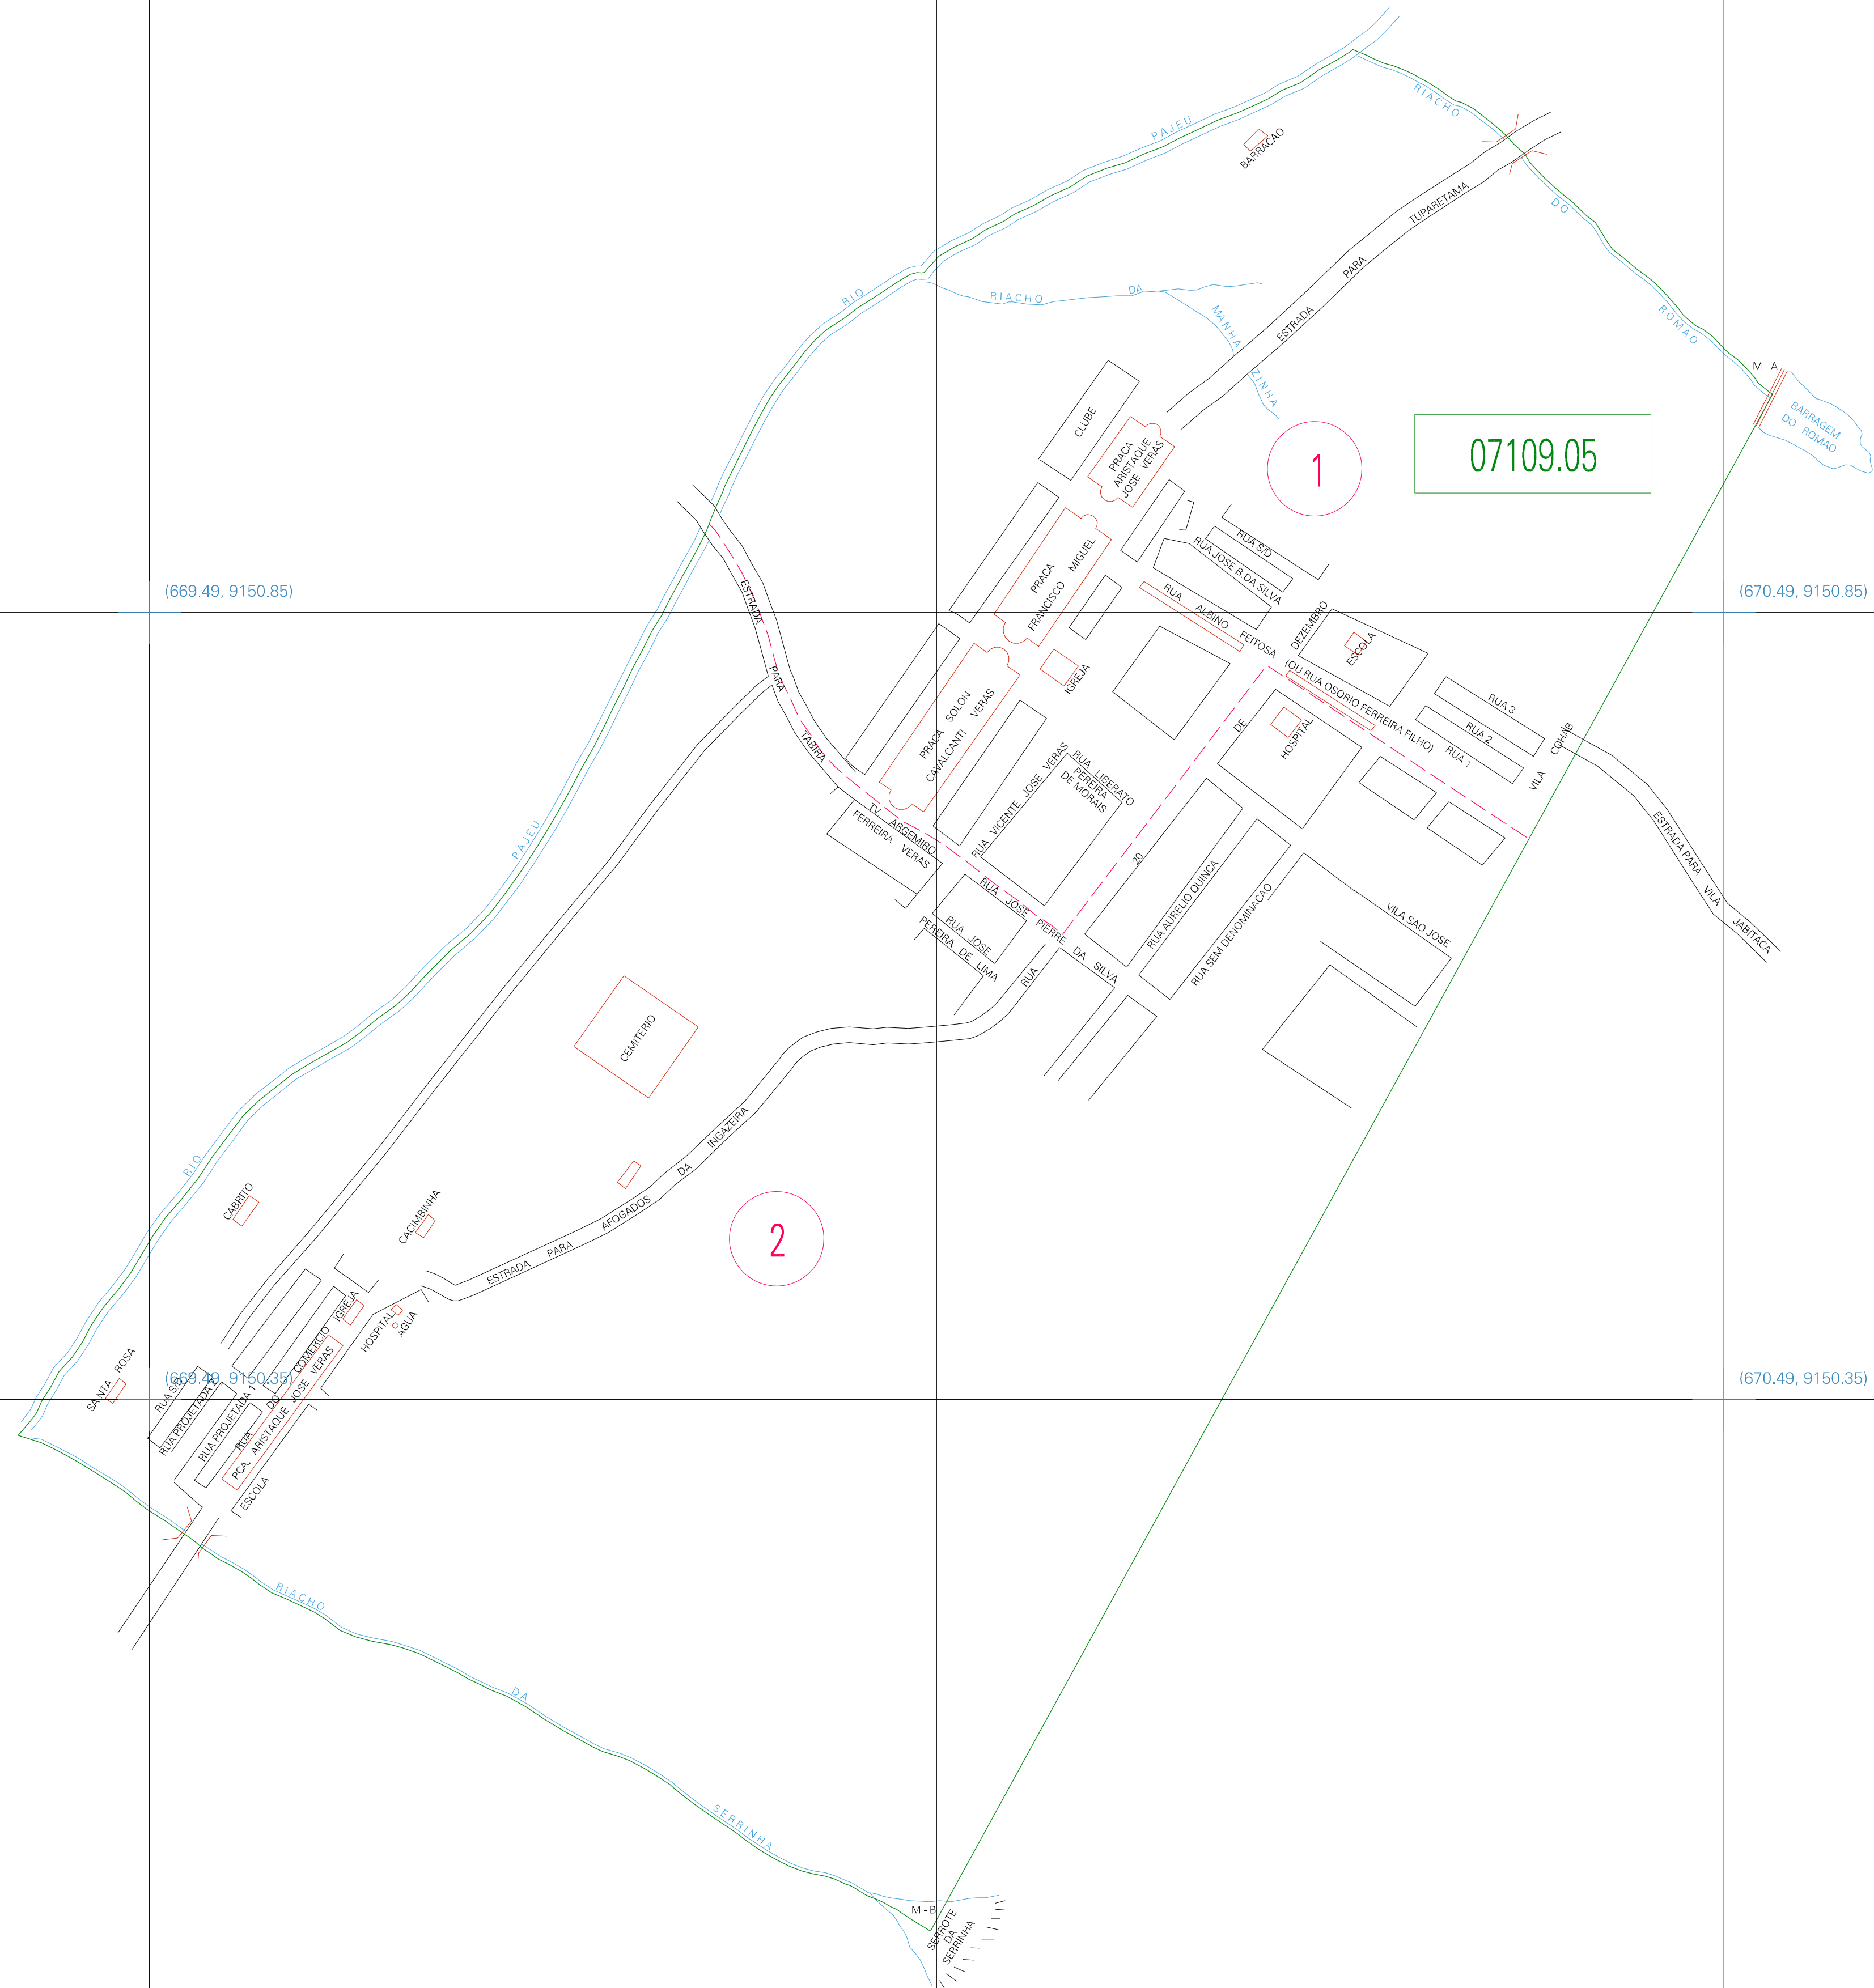 RIACHO
DO
ROMAO
PAJEU
BARRACAO
TUPARETAMA
PARA
ESTRADA
RIO
RIACHO
DA
MANHA
ZINHA
M - A
BARRAGEM
DO ROMAO
CLUBE
PRACA
ARISTAQUE
JOSE VERAS
1
07109.05
RUA S/D
RUA JOSE B.DA SILVA
PRACA
FRANCISCO MIGUEL
RUA ALBINO FEITOSA
(OU RUA OSORIO FERREIRA FILHO)
(669.49, 9150.85)
(670.49, 9150.85)
ESTRADA
PARA
TABIRA
DEZEMBRO
ESCOLA
IGREJA
PRACA SOLON
CAVALCANTI VERAS
RUA 3
RUA 2
RUA 1
VILA COHAB
DE
HOSPITAL
RUA VICENTE JOSE VERAS
RUA LIBERATO
PEREIRA
DE MORAIS
TV. ARGEMIRO
FERREIRA VERAS
20
RUA JOSE PIERRE DA SILVA
RUA JOSE
PEREIRA DE LIMA
RUA
RUA AURELIO QUINCA
RUA SEM DENOMINACAO
VILA SAO JOSE
ESTRADA PARA VILA JABITACA
PAJEU
RIO
CEMITERIO
ESTRADA PARA AFOGADOS DA INGAZEIRA
2
CABRITO
CACIMBINHA
IGREJA
HOSPITAL
AGUA
SANTA ROSA
(669.49, 9150.35)
(670.49, 9150.35)
RUA S/D
RUA PROJETADA 2
RUA PROJETADA 1
RUA DO COMERCIO
PCA. ARISTAQUE JOSE VERAS
ESCOLA
RIACHO
DA
SERRINHA
M - B
SERROTE
DA
SERRINHA